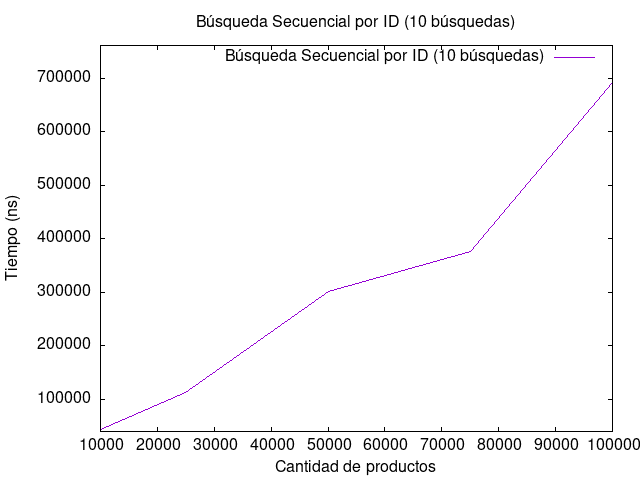 Búsqueda Secuencial por ID (10 búsquedas)
Búsqueda Secuencial por ID (10 búsquedas)
700000
600000
500000
400000
300000
200000
100000
Tiempo (ns)
10000 20000 30000 40000 50000 60000 70000 80000 90000 100000
Cantidad de productos